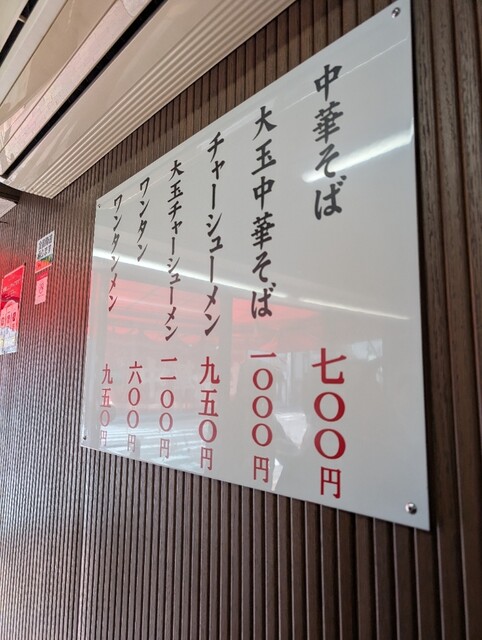 中華そば 七〇〇円
大玉中華そば 一〇〇〇円
チャーシューメン 九五〇円
大玉チャーシューメン 一一〇〇円
ワンタン 六〇〇円
ワンタンメン 九五〇円